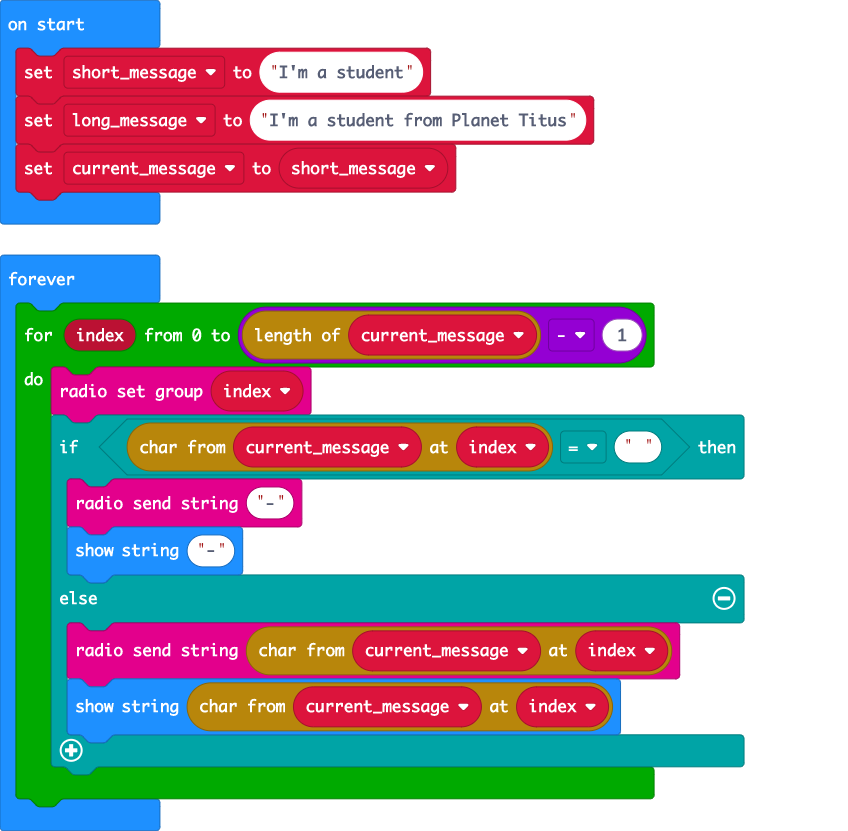 on start
set short_message to "I'm a student"
set long_message to "I'm a student from Planet Titus"
set current_message to short_message
forever
for index from 0 to length of current_message - 1
do
radio set group index
if char from current_message at index = " " then
radio send string "-"
show string "-"
else
radio send string char from current_message at index
show string char from current_message at index